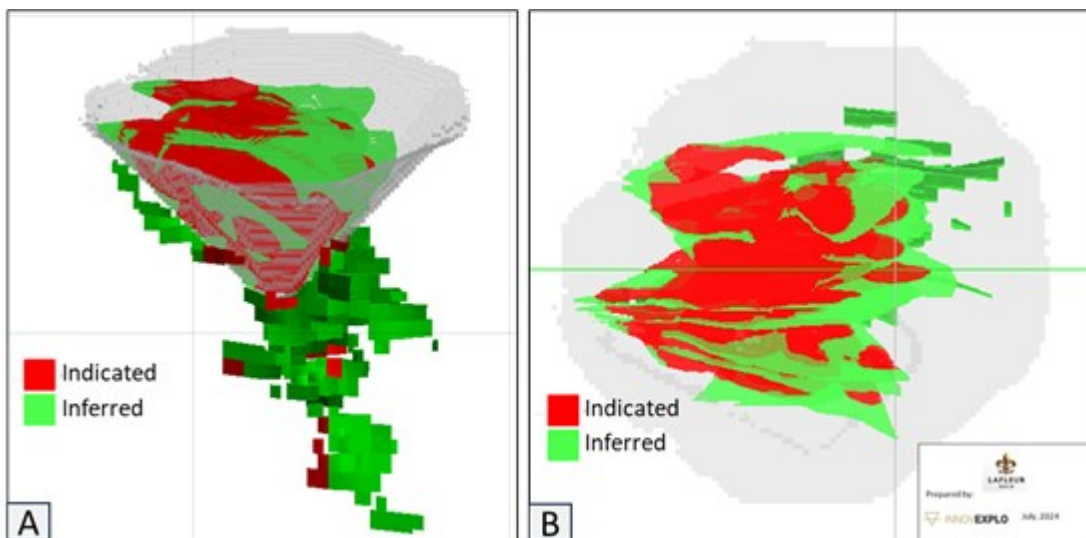 Indicated
Inferred
A
Indicated
Inferred
B
LAFLEUR
Prepared by:
INNOVEXPLO July, 2024